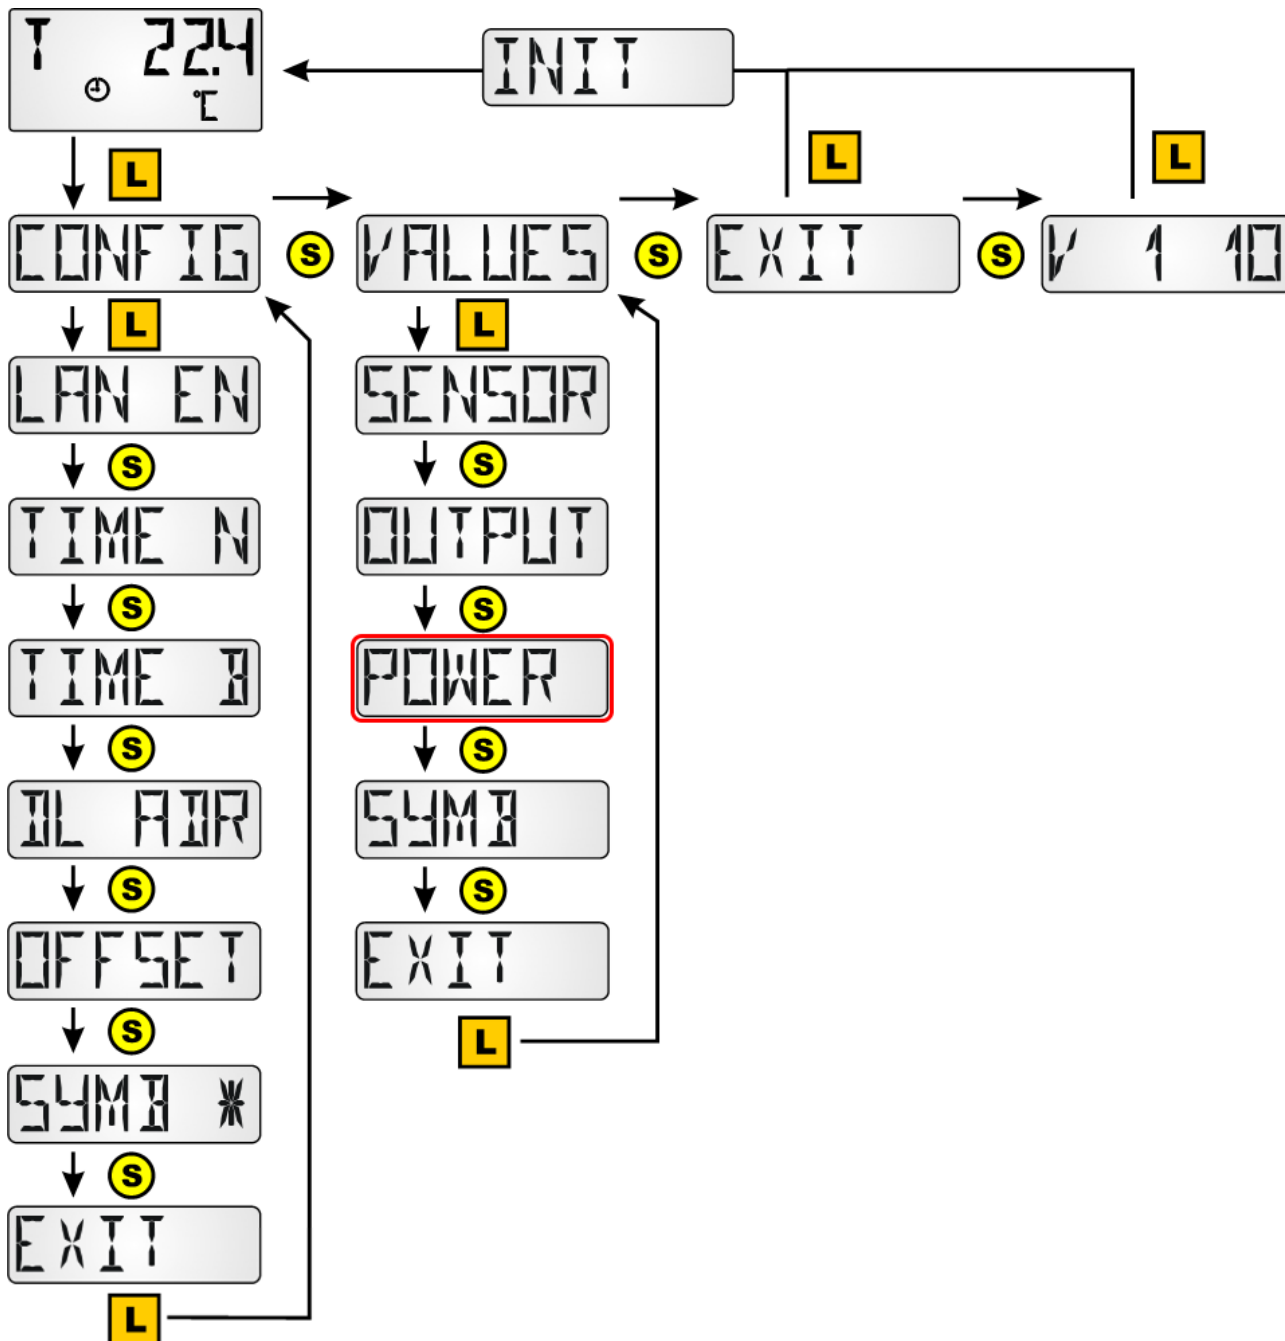 T 22.4
°C
INIT
L
L
L
CONFIG
S
VALUES
S
EXIT
S
V 1 10
L
L
LAN EN
SENSOR
S
S
TIME N
OUTPUT
S
S
TIME B
POWER
S
S
DL ADR
SYMB
S
S
OFFSET
EXIT
S
L
SYMB *
S
EXIT
L